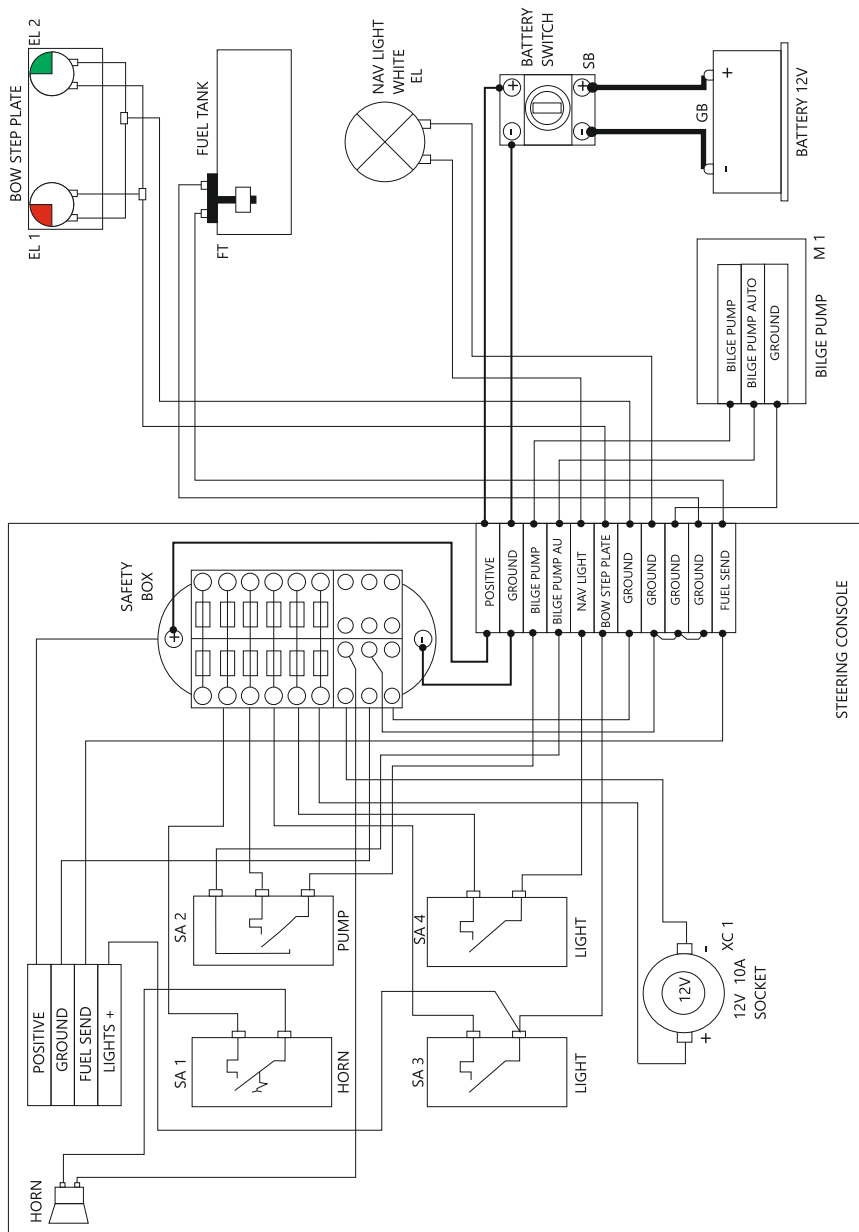 EL 2
BOW STEP PLATE
EL 1
FUEL TANK
FT
NAV LIGHT
WHITE
EL
BATTERY
SWITCH
SB
+
-
+
-
GB
+
-
BATTERY 12V
M 1
BILGE PUMP
BILGE PUMP AUTO
GROUND
BILGE PUMP
SAFETY
BOX
+
-
POSITIVE
GROUND
BILGE PUMP
BILGE PUMP AU
NAV LIGHT
BOW STEP PLATE
GROUND
GROUND
GROUND
GROUND
FUEL SEND
STEERING CONSOLE
POSITIVE
GROUND
FUEL SEND
LIGHTS +
SA 2
PUMP
SA 4
LIGHT
SA 1
HORN
SA 3
LIGHT
12V
+
-
XC 1
12V 10A
SOCKET
HORN